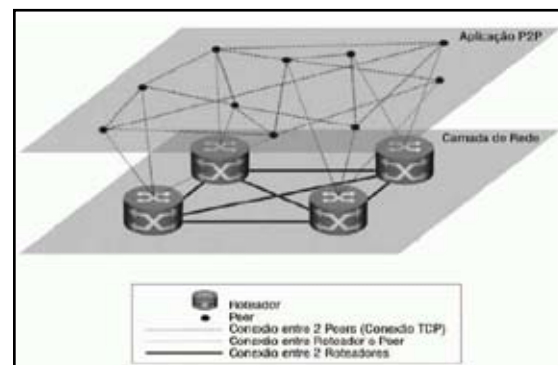 Aplicação P2P
Camada de Rede
Roteador
Peer
Conexão entre 2 Peers (Conexão TCP)
Conexão entre Roteador e Peer
Conexão entre 2 Roteadores